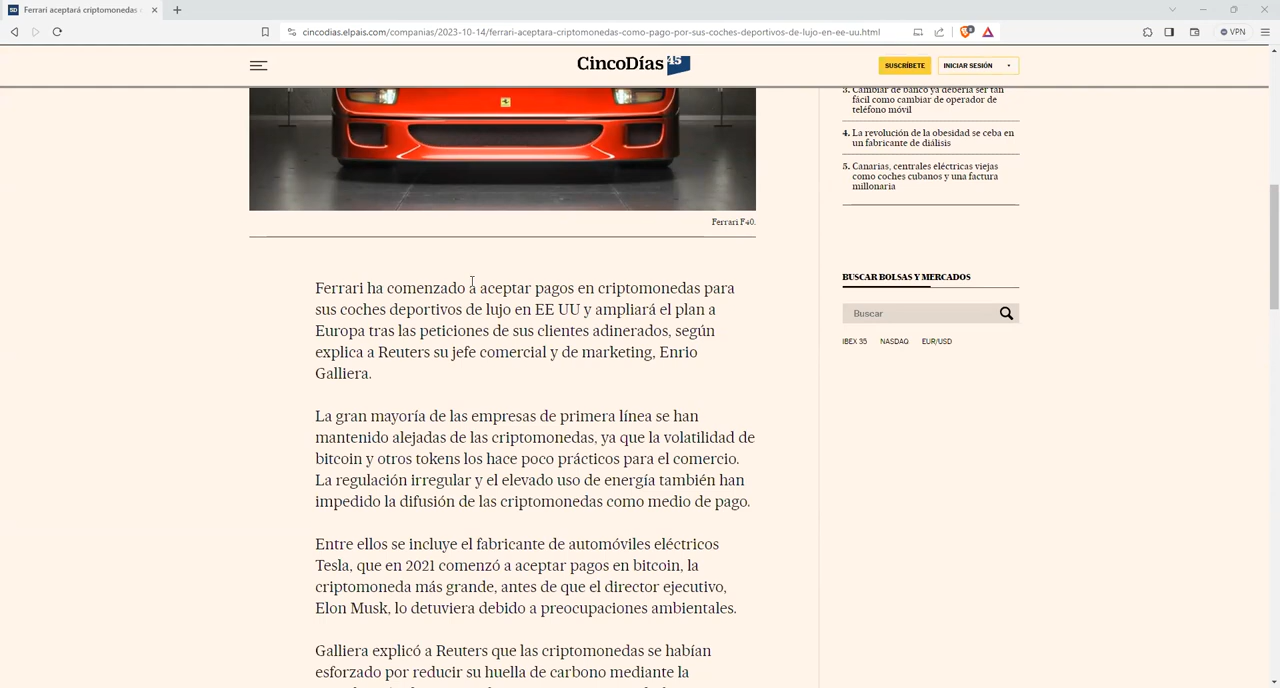 Ferrari aceptará criptomonedas c
cincodias.elpais.com/companias/2023-10-14/ferrari-aceptara-criptomonedas-como-pago-por-sus-coches-deportivos-de-lujo-en-ee-uu.html
VPN
CincoDías 45
SUSCRÍBETE
INICIAR SESIÓN
3. Cambiar de banco ya debería ser tan
fácil como cambiar de operador de
teléfono móvil
4. La revolución de la obesidad se ceba en
un fabricante de diálisis
5. Canarias, centrales eléctricas viejas
como coches cubanos y una factura
millonaria
Ferrari F40.
BUSCAR BOLSAS Y MERCADOS
Buscar
IBEX 35 NASDAQ EUR/USD
Ferrari ha comenzado a aceptar pagos en criptomonedas para
sus coches deportivos de lujo en EE UU y ampliará el plan a
Europa tras las peticiones de sus clientes adinerados, según
explica a Reuters su jefe comercial y de marketing, Enrio
Galliera.
La gran mayoría de las empresas de primera línea se han
mantenido alejadas de las criptomonedas, ya que la volatilidad de
bitcoin y otros tokens los hace poco prácticos para el comercio.
La regulación irregular y el elevado uso de energía también han
impedido la difusión de las criptomonedas como medio de pago.
Entre ellos se incluye el fabricante de automóviles eléctricos
Tesla, que en 2021 comenzó a aceptar pagos en bitcoin, la
criptomoneda más grande, antes de que el director ejecutivo,
Elon Musk, lo detuviera debido a preocupaciones ambientales.
Galliera explicó a Reuters que las criptomonedas se habían
esforzado por reducir su huella de carbono mediante la